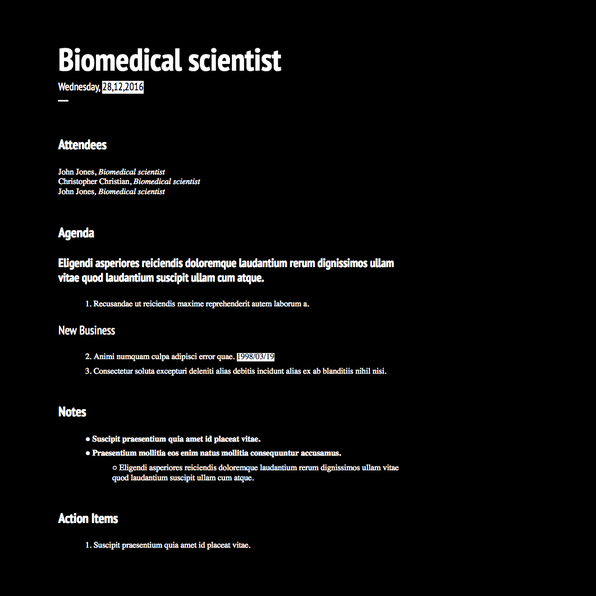 Biomedical scientist
Wednesday, 28,12,2016
Attendees
John Jones, Biomedical scientist
Christopher Christian, Biomedical scientist
John Jones, Biomedical scientist
Agenda
Eligendi asperiores reiciendis doloremque laudantium rerum dignissimos ullam
vitae quod laudantium suscipit ullam cum atque.
1. Recusandae ut reiciendis maxime reprehenderit autem laborum a.
New Business
2. Animi numquam culpa adipisci error quae. 1998/03/19
3. Consectetur soluta excepturi deleniti alias debitis incidunt alias ex ab blanditiis nihil nisi.
Notes
● Suscipit praesentium quia amet id placeat vitae.
● Praesentium mollitia eos enim natus mollitia consequuntur accusamus.
○ Eligendi asperiores reiciendis doloremque laudantium rerum dignissimos ullam vitae
quod laudantium suscipit ullam cum atque.
Action Items
1. Suscipit praesentium quia amet id placeat vitae.